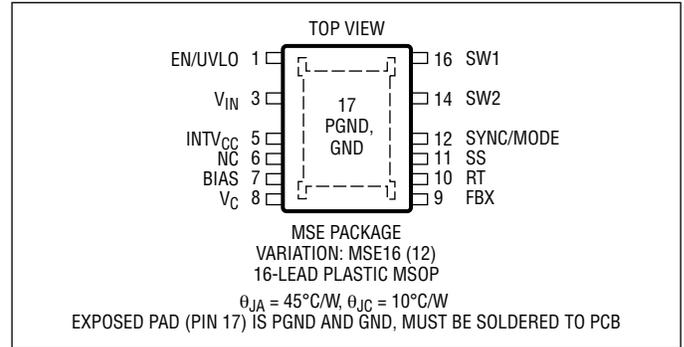 TOP VIEW
EN/UVLO 1 16 SW1
VIN 3 14 SW2
17
PGND,
GND
INTVCC 5 12 SYNC/MODE
NC 6 11 SS
BIAS 7 10 RT
VC 8 9 FBX
MSE PACKAGE
VARIATION: MSE16 (12)
16-LEAD PLASTIC MSOP
θJA = 45°C/W, θJC = 10°C/W
EXPOSED PAD (PIN 17) IS PGND AND GND, MUST BE SOLDERED TO PCB